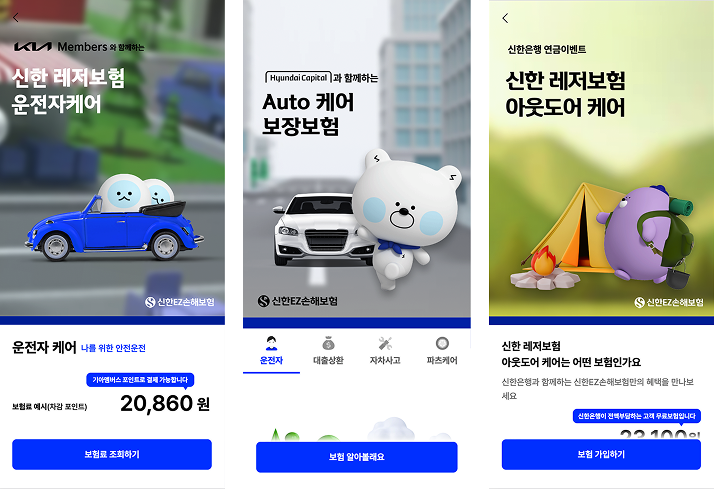 KIA Members 와 함께하는
신한 레저보험
운전자케어
신한EZ손해보험
운전자 케어 나를 위한 안전운전
기아멤버스 포인트로 결제 가능합니다
보험료 예시(차감 포인트) 20,860 원
보험료 조회하기
Hyundai Capital 과 함께하는
Auto 케어
보장보험
신한EZ손해보험
운전자 대출상환 자차사고 파츠케어
보험 알아볼래요
신한은행 연금이벤트
신한 레저보험
아웃도어 케어
신한EZ손해보험
신한 레저보험
아웃도어 케어는 어떤 보험인가요
신한은행과 함께하는 신한EZ손해보험만의 혜택을 만나보
세요
신한은행이 전액부담하는 고객 무료보험입니다
23,100원
보험 가입하기